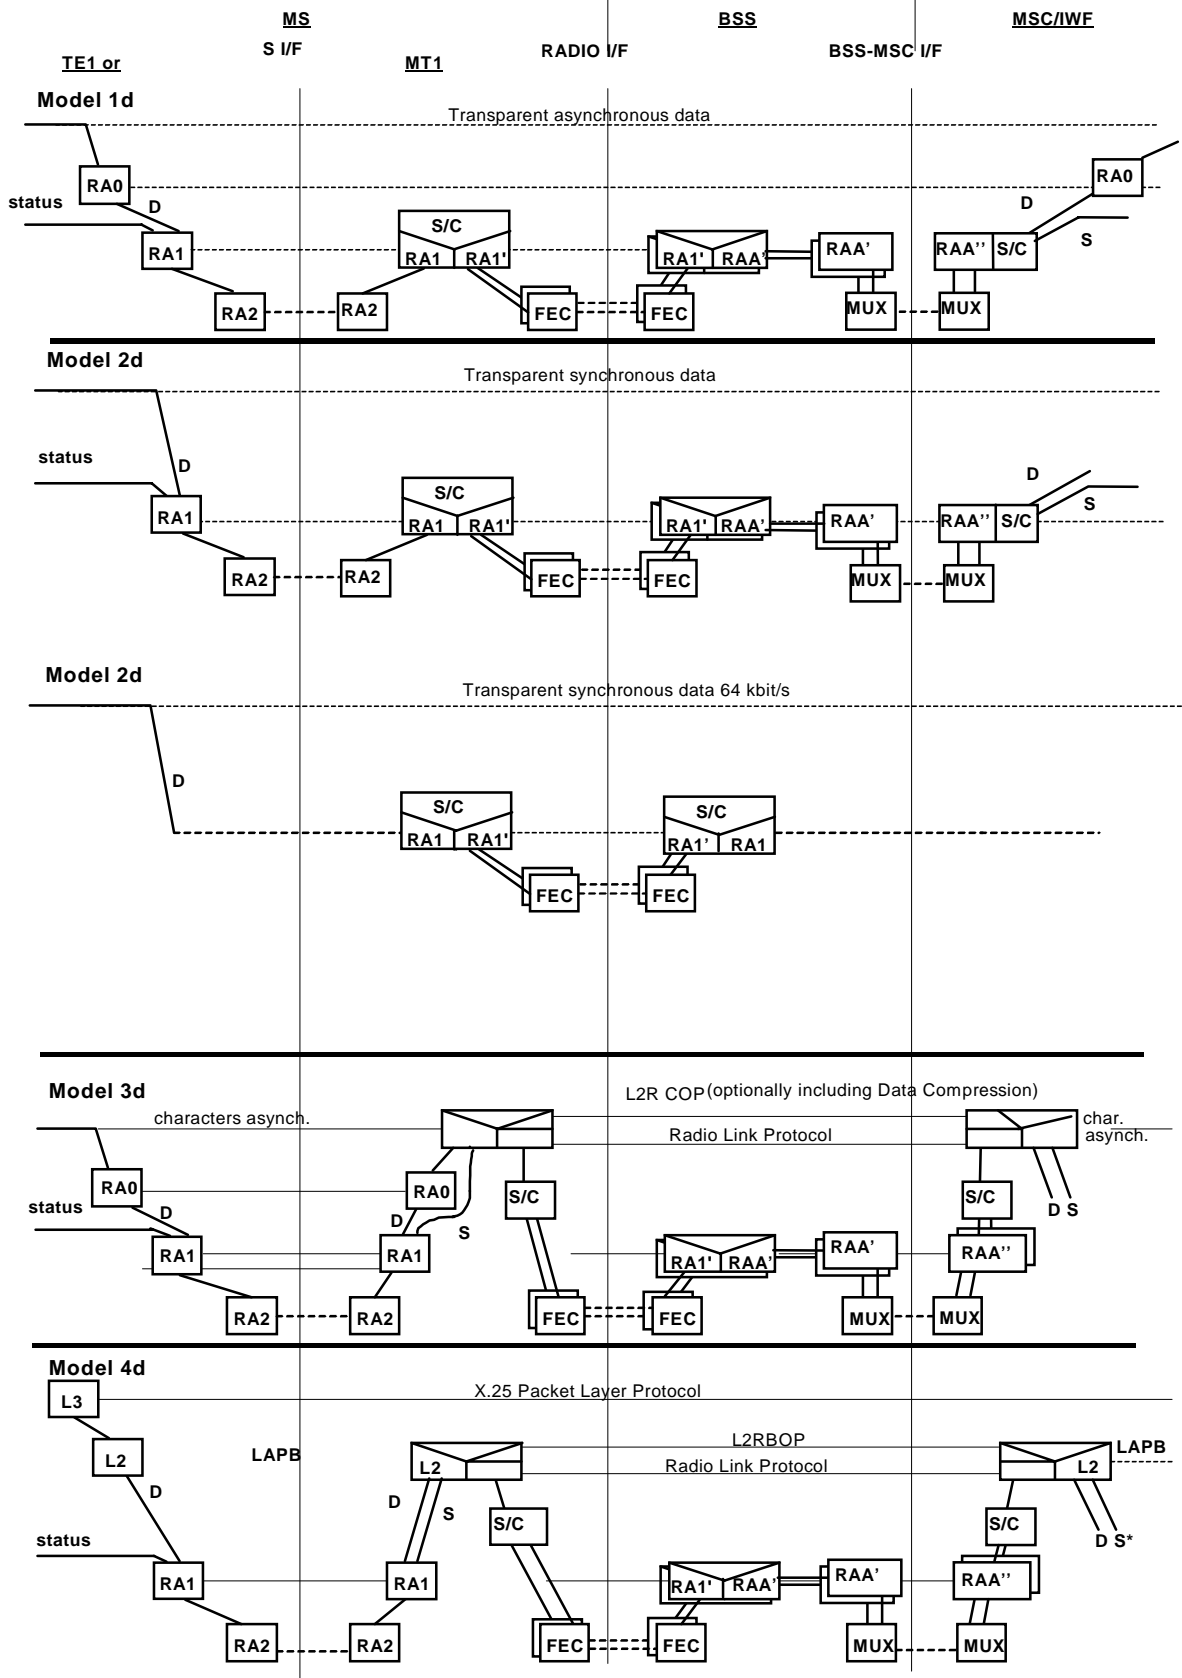 MS BSS MSC/IWF
S I/F RADIO I/F BSS-MSC I/F
TE1 or MT1
Model 1d
Transparent asynchronous data
RA0 RA0
status D D
S/C S
RA1 RA1 RA1' RA1' RAA' RAA' RAA'' S/C
RA2 RA2 FEC FEC MUX MUX
Model 2d
Transparent synchronous data
status D D
S/C S
RA1 RA1 RA1' RA1' RAA' RAA' RAA'' S/C
RA2 RA2 FEC FEC MUX MUX
Model 2d
Transparent synchronous data 64 kbit/s
D
S/C S/C
RA1 RA1' RA1' RA1
FEC FEC
Model 3d
L2R COP (optionally including Data Compression)
characters asynch. char.
Radio Link Protocol asynch.
RA0 RA0 S/C S/C
status D D S D S
RA1 RA1 RA1' RAA' RAA' RAA''
RA2 RA2 FEC FEC MUX MUX
Model 4d
L3 X.25 Packet Layer Protocol
L2RBOP LAPB
L2 LAPB L2 Radio Link Protocol L2
D D S
S/C S/C
status D S*
RA1 RA1 RA1' RAA' RAA' RAA''
RA2 RA2 FEC FEC MUX MUX